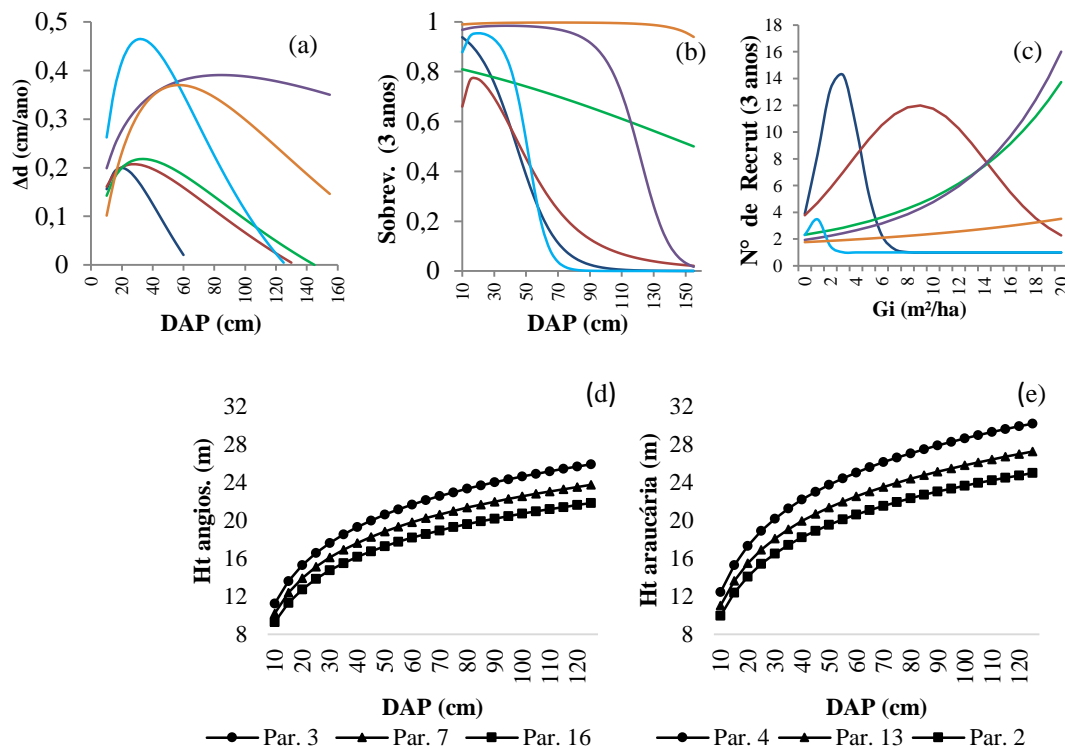 (a)
Δd (cm/ano)
0,5
0,4
0,3
0,2
0,1
0
0 20 40 60 80 100 120 140 160
DAP (cm)
(b)
Sobrev. (3 anos)
1
0,8
0,6
0,4
0,2
0
10 30 50 70 90 110 130 150
DAP (cm)
(c)
N° de Recrut (3 anos)
18
16
14
12
10
8
6
4
2
0
0 2 4 6 8 10 12 14 16 18 20
Gi (m²/ha)
(d)
Ht angios. (m)
32
28
24
20
16
12
8
10 20 30 40 50 60 70 80 90 100 110 120
DAP (cm)
Par. 3 Par. 7 Par. 16
(e)
Ht araucária (m)
32
28
24
20
16
12
8
10 20 30 40 50 60 70 80 90 100 110 120
DAP (cm)
Par. 4 Par. 13 Par. 2